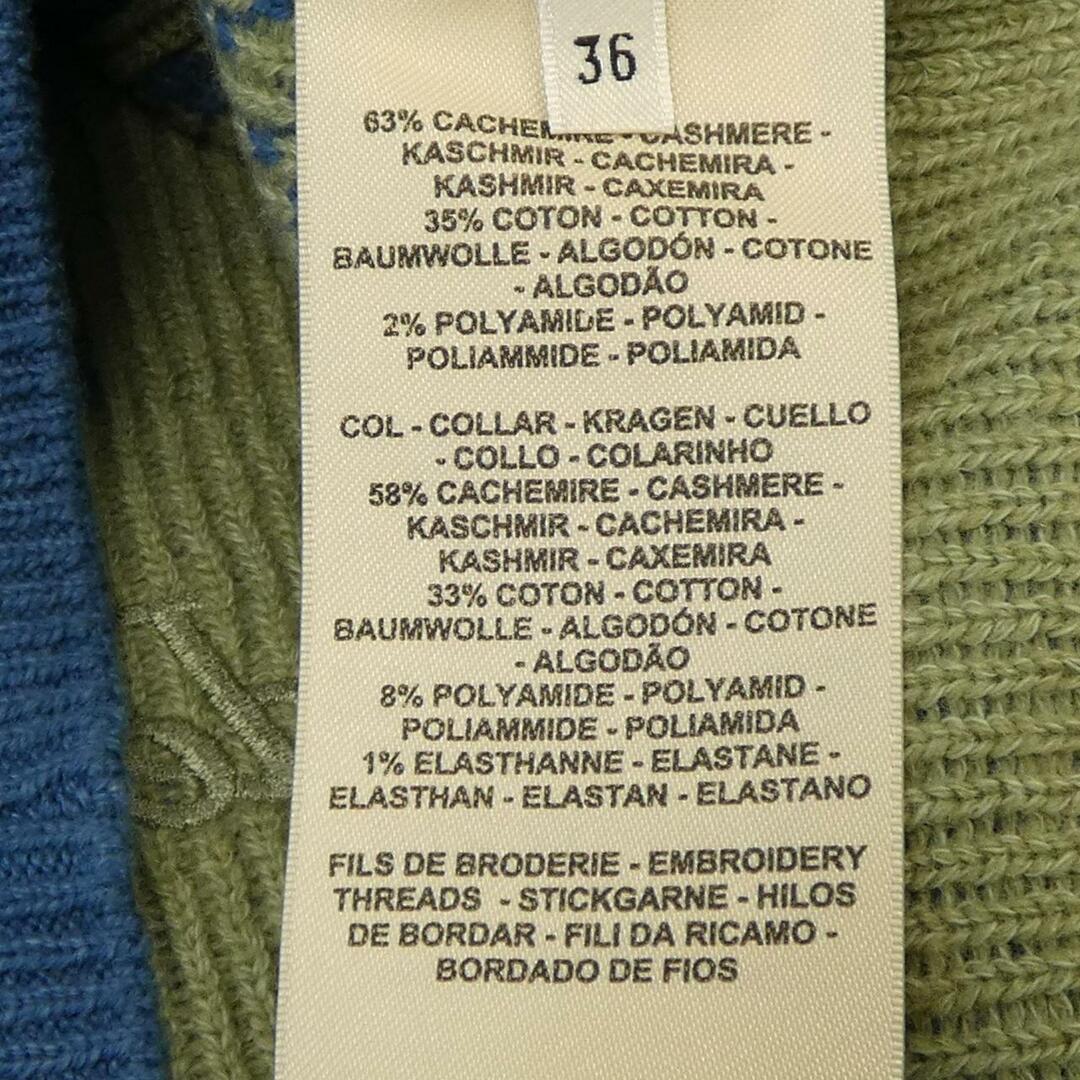 36
63% CACHEMIRE - CASHMERE -
KASCHMIR - CACHEMIRA -
KASHMIR - CAXEMIRA
35% COTON - COTTON -
BAUMWOLLE - ALGODÓN - COTONE
- ALGODÃO
2% POLYAMIDE - POLYAMID -
POLIAMMIDE - POLIAMIDA
COL - COLLAR - KRAGEN - CUELLO
- COLLO - COLARINHO
58% CACHEMIRE - CASHMERE -
KASCHMIR - CACHEMIRA -
KASHMIR - CAXEMIRA
33% COTON - COTTON -
BAUMWOLLE - ALGODÓN - COTONE
- ALGODÃO
8% POLYAMIDE - POLYAMID -
POLIAMMIDE - POLIAMIDA
1% ELASTHANNE - ELASTANE -
ELASTHAN - ELASTAN - ELASTANO
FILS DE BRODERIE - EMBROIDERY
THREADS - STICKGARNE - HILOS
DE BORDAR - FILI DA RICAMO -
BORDADO DE FIOS